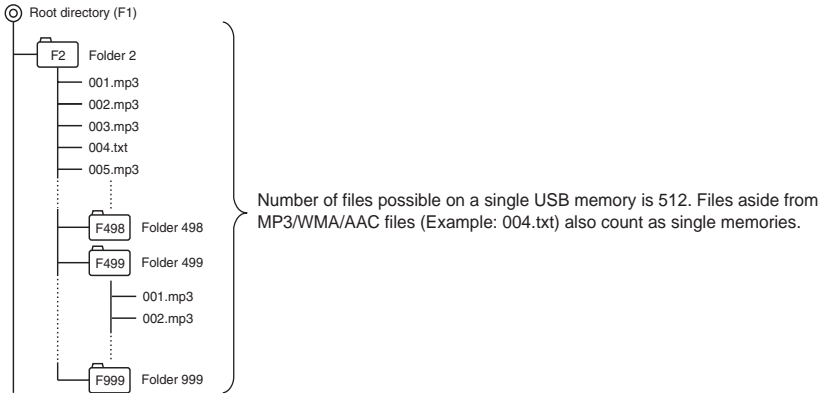 Root directory (F1)
F2 Folder 2
001.mp3
002.mp3
003.mp3
004.txt
005.mp3
Number of files possible on a single USB memory is 512. Files aside from
MP3/WMA/AAC files (Example: 004.txt) also count as single memories.
F498 Folder 498
F499 Folder 499
001.mp3
002.mp3
F999 Folder 999